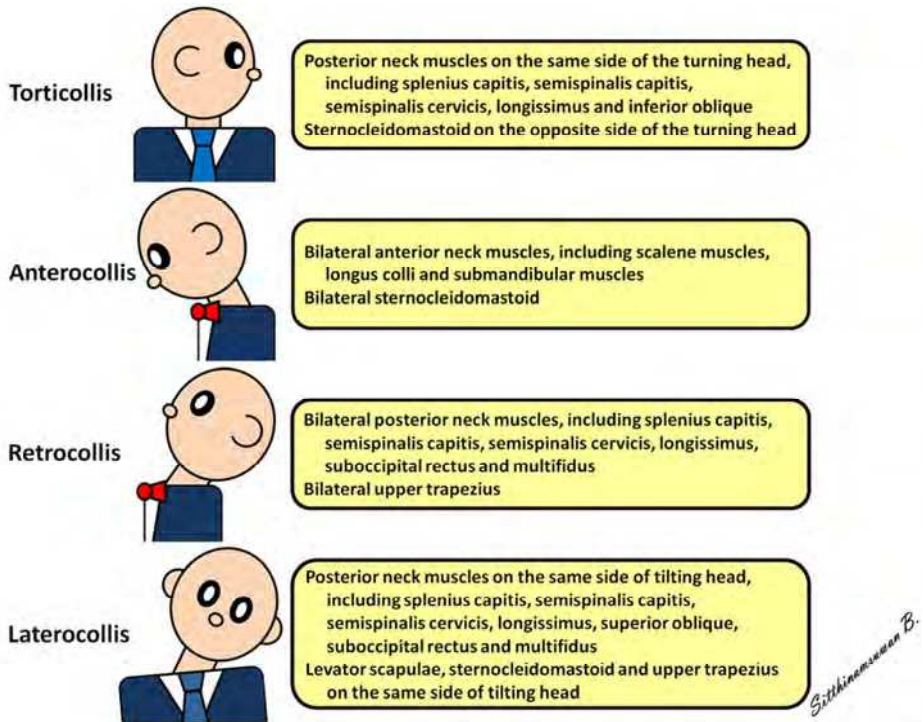 Torticollis
Posterior neck muscles on the same side of the turning head,
including splenius capitis, semispinalis capitis,
semispinalis cervicis, longissimus and inferior oblique
Sternocleidomastoid on the opposite side of the turning head
Anterocollis
Bilateral anterior neck muscles, including scalene muscles,
longus colli and submandibular muscles
Bilateral sternocleidomastoid
Retrocollis
Bilateral posterior neck muscles, including splenius capitis,
semispinalis capitis, semispinalis cervicis, longissimus,
suboccipital rectus and multifidus
Bilateral upper trapezius
Laterocollis
Posterior neck muscles on the same side of tilting head,
including splenius capitis, semispinalis capitis,
semispinalis cervicis, longissimus, superior oblique,
suboccipital rectus and multifidus
Levator scapulae, sternocleidomastoid and upper trapezius
on the same side of tilting head
Sitthinamsuwan B.